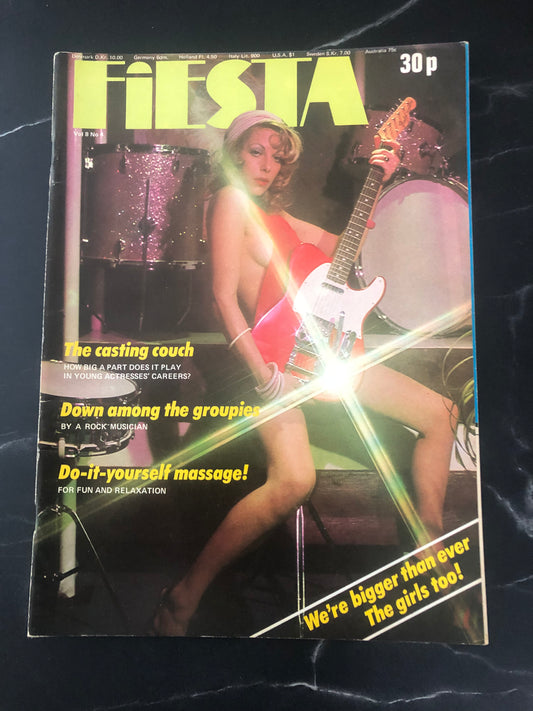 Denmark D.Kr. 10.00 Germany 6dm. Holland Fl. 4.50 Italy Lic. 900 U.S.A. $1 Sweden S.Kr. 7.00 Australia 75c
FiESTA
30p
Vol 8 No 4
The casting couch
HOW BIG A PART DOES IT PLAY
IN YOUNG ACTRESSES' CAREERS?
Down among the groupies
BY A ROCK MUSICIAN
Do-it-yourself massage!
FOR FUN AND RELAXATION
We're bigger than ever
The girls too!